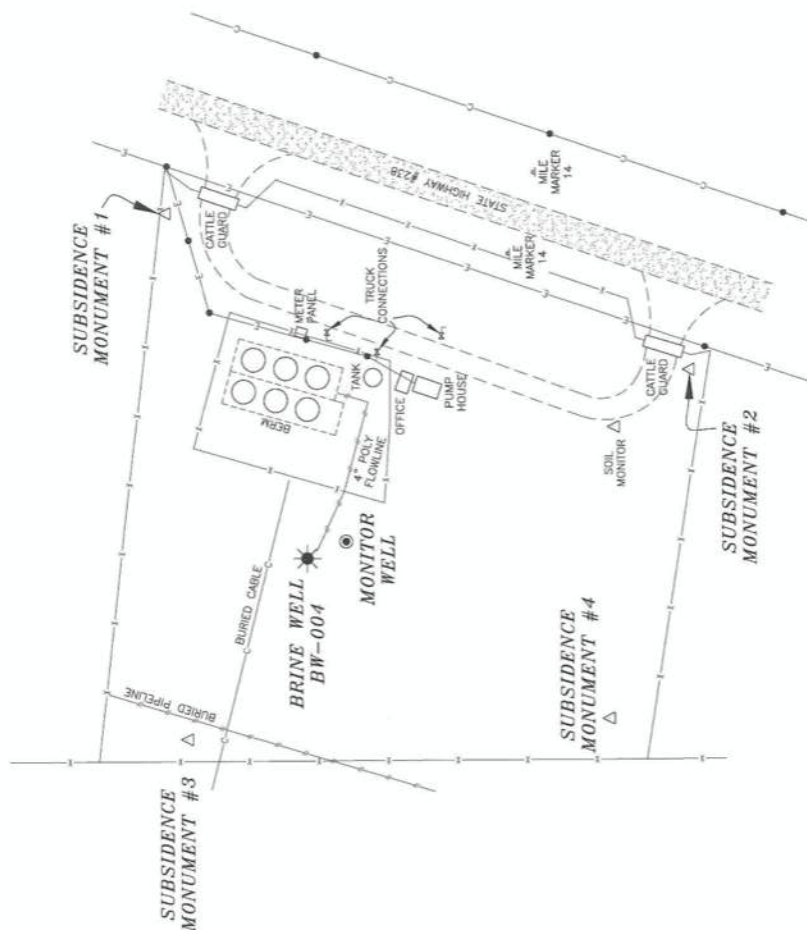 SUBSIDENCE
MONUMENT #1
CATTLE
GUARD
STATE HIGHWAY #238
MILE
MARKER
14
MILE
MARKER
14
METER
PANEL
TRUCK
CONNECTIONS
TANK
BERM
OFFICE
PUMP
HOUSE
4" POLY
FLOWLINE
CATTLE
GUARD
SOIL
MONITOR
SUBSIDENCE
MONUMENT #2
MONITOR
WELL
BRINE WELL
BW-004
BURIED CABLE
BURIED PIPELINE
SUBSIDENCE
MONUMENT #4
SUBSIDENCE
MONUMENT #3